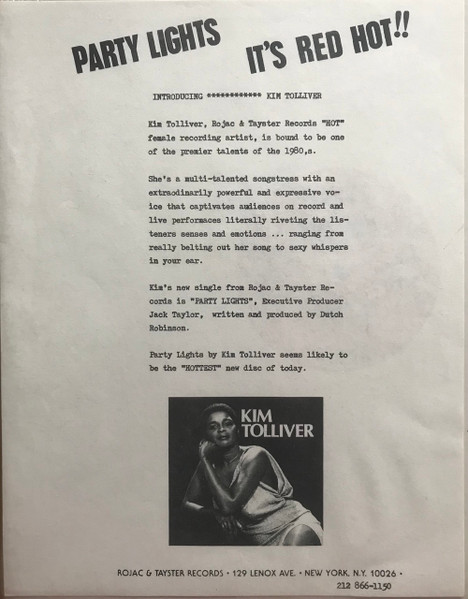 PARTY LIGHTS IT'S RED HOT!!
INTRODUCING ************ KIM TOLLIVER
Kim Tolliver, Rojac & Tayster Records "HOT"
female recording artist, is bound to be one
of the premier talents of the 1980,s.
She's a multi-talented songstress with an
extraodinarily powerful and expressive vo-
ice that captivates audiences on record and
live performaces literally riveting the lis-
teners senses and emotions ... ranging from
really belting out her song to sexy whispers
in your ear.
Kim's new single from Rojac & Tayster Re-
cords is "PARTY LIGHTS", Executive Producer
Jack Taylor, written and produced by Dutch
Robinson.
Party Lights by Kim Tolliver seems likely to
be the "HOTTEST" new disc of today.
KIM
TOLLIVER
ROJAC & TAYSTER RECORDS • 129 LENOX AVE. • NEW YORK, N.Y. 10026 •
212 866-1150